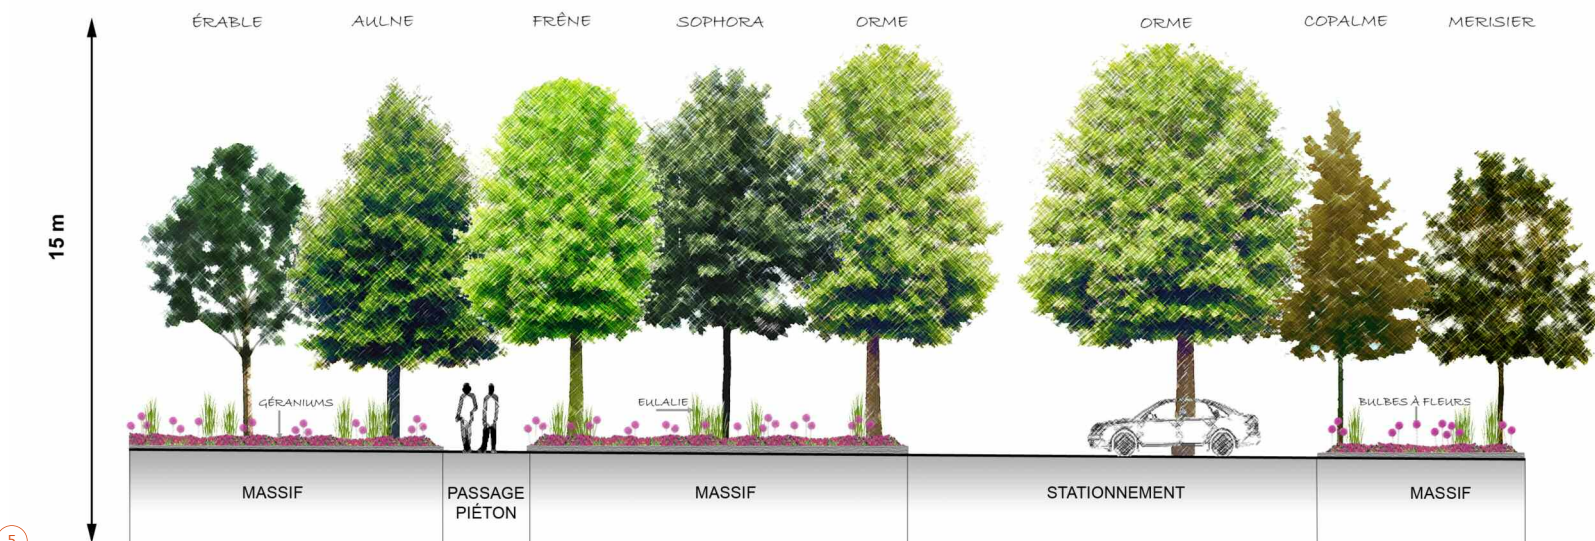 ÉRABLE
AULNE
FRÊNE
SOPHORA
ORME
ORME
COPALME
MERISIER
15 m
GÉRANIUMS
EULALIE
BULBES À FLEURS
MASSIF
PASSAGE
PIÉTON
MASSIF
STATIONNEMENT
MASSIF
5